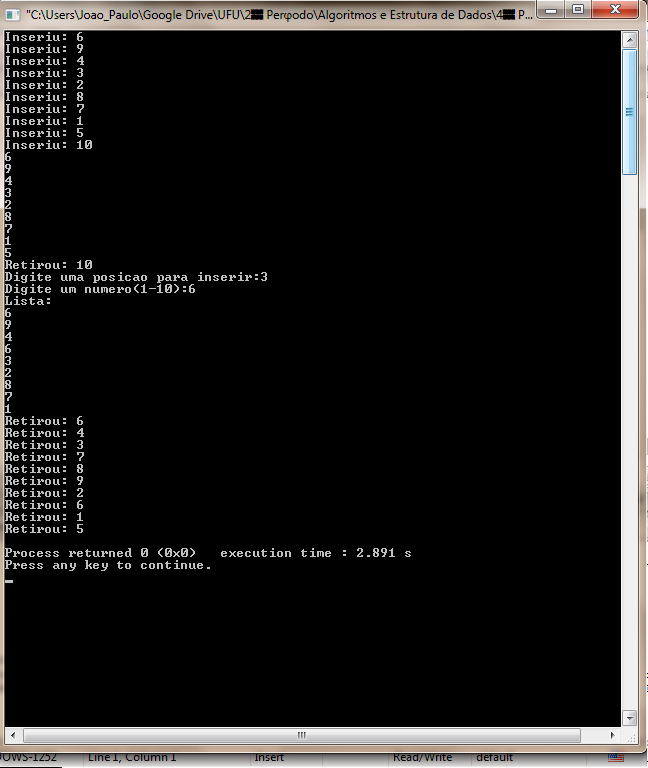 "C:\Users\Joao_Paulo\Google Drive\UFU\2 Perφodo\Algoritmos e Estrutura de Dados\4 P...
Inseriu: 6
Inseriu: 9
Inseriu: 4
Inseriu: 3
Inseriu: 2
Inseriu: 8
Inseriu: 7
Inseriu: 1
Inseriu: 5
Inseriu: 10
6
9
4
3
2
8
7
1
5
Retirou: 10
Digite uma posicao para inserir:3
Digite um numero(1-10):6
Lista:
6
9
4
6
3
2
8
7
1
Retirou: 6
Retirou: 4
Retirou: 3
Retirou: 7
Retirou: 8
Retirou: 9
Retirou: 2
Retirou: 6
Retirou: 1
Retirou: 5
Process returned 0 (0x0)   execution time : 2.891 s
Press any key to continue.
OWS-1252 Line 1, Column 1 Insert Read/Write default